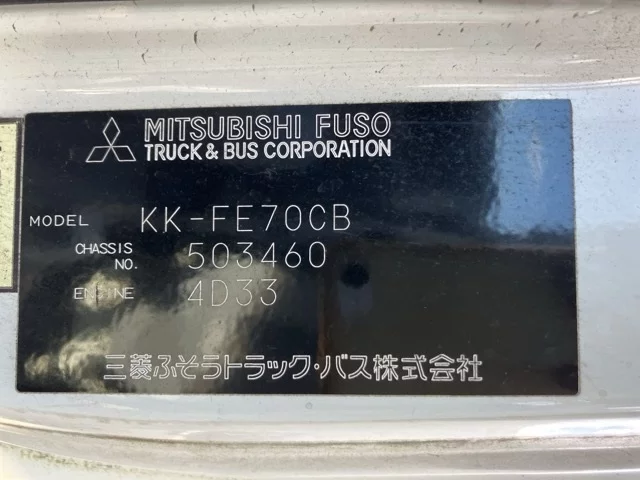 MITSUBISHI FUSO
TRUCK & BUS CORPORATION
MODEL KK-FE70CB
CHASSIS NO. 503460
ENGINE 4D33
三菱ふそうトラック・バス株式会社